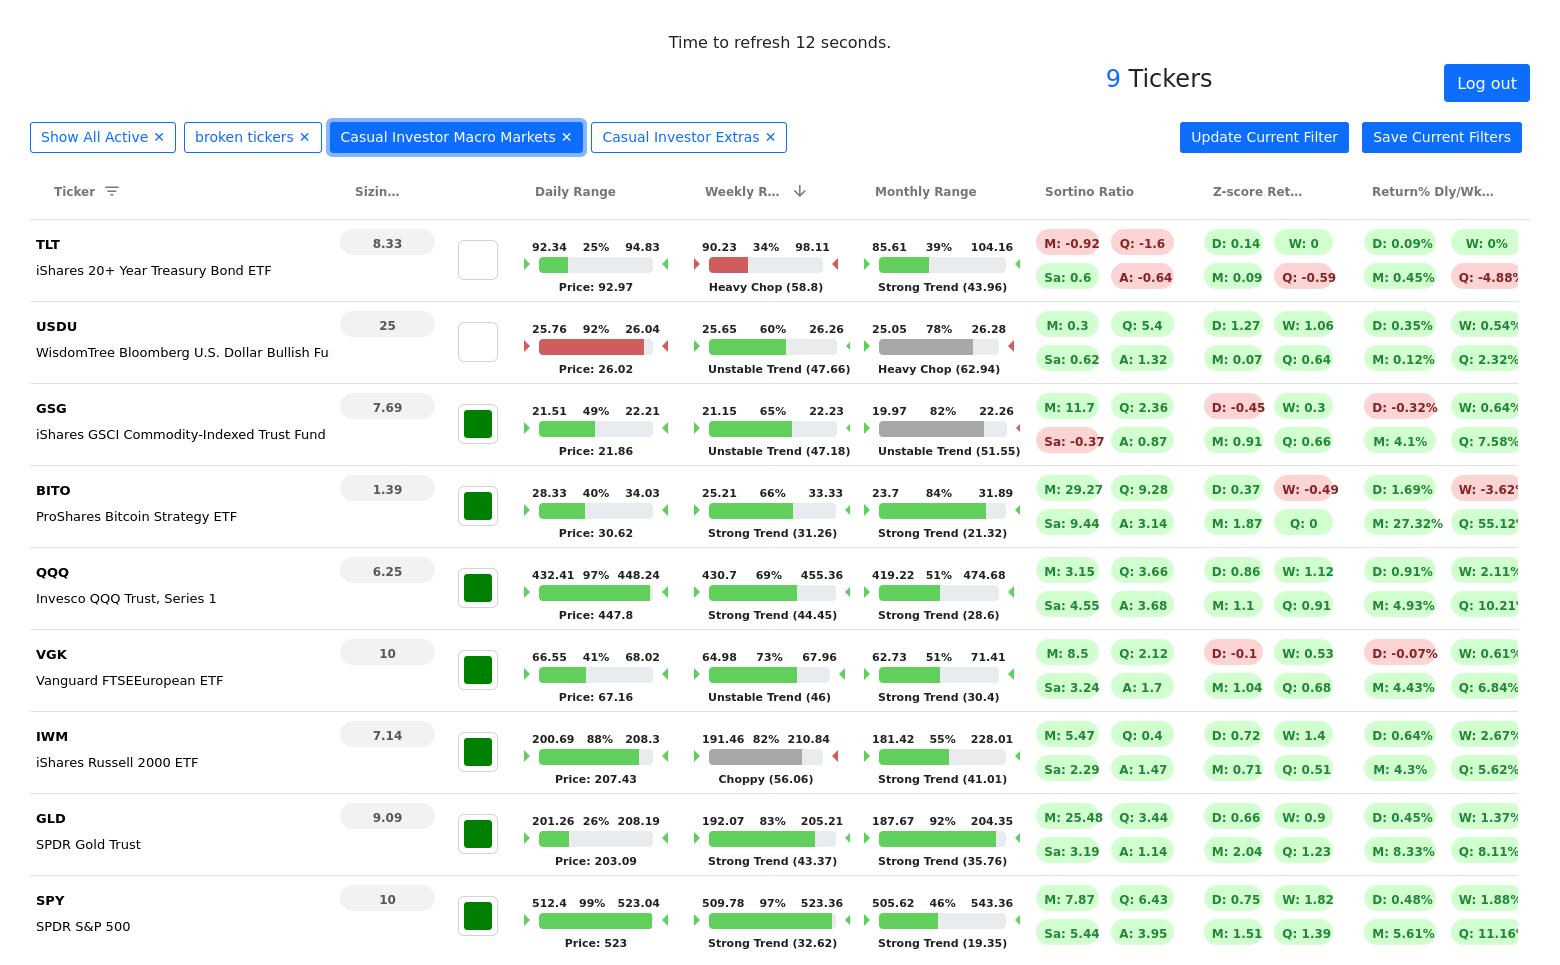 Time to refresh 12 seconds.
9 Tickers
Log out
Show All Active ✕ broken tickers ✕ Casual Investor Macro Markets ✕ Casual Investor Extras ✕ Update Current Filter Save Current Filters
Ticker Sizin… Daily Range Weekly R… Monthly Range Sortino Ratio Z-score Ret… Return% Dly/Wk…
TLT 8.33 92.34 25% 94.83 90.23 34% 98.11 85.61 39% 104.16 M: -0.92 Q: -1.6 D: 0.14 W: 0 D: 0.09% W: 0%
iShares 20+ Year Treasury Bond ETF Sa: 0.6 A: -0.64 M: 0.09 Q: -0.59 M: 0.45% Q: -4.88%
Price: 92.97 Heavy Chop (58.8) Strong Trend (43.96)
USDU 25 25.76 92% 26.04 25.65 60% 26.26 25.05 78% 26.28 M: 0.3 Q: 5.4 D: 1.27 W: 1.06 D: 0.35% W: 0.54%
WisdomTree Bloomberg U.S. Dollar Bullish Fu Sa: 0.62 A: 1.32 M: 0.07 Q: 0.64 M: 0.12% Q: 2.32%
Price: 26.02 Unstable Trend (47.66) Heavy Chop (62.94)
GSG 7.69 21.51 49% 22.21 21.15 65% 22.23 19.97 82% 22.26 M: 11.7 Q: 2.36 D: -0.45 W: 0.3 D: -0.32% W: 0.64%
iShares GSCI Commodity-Indexed Trust Fund Sa: -0.37 A: 0.87 M: 0.91 Q: 0.66 M: 4.1% Q: 7.58%
Price: 21.86 Unstable Trend (47.18) Unstable Trend (51.55)
BITO 1.39 28.33 40% 34.03 25.21 66% 33.33 23.7 84% 31.89 M: 29.27 Q: 9.28 D: 0.37 W: -0.49 D: 1.69% W: -3.62%
ProShares Bitcoin Strategy ETF Sa: 9.44 A: 3.14 M: 1.87 Q: 0 M: 27.32% Q: 55.12%
Price: 30.62 Strong Trend (31.26) Strong Trend (21.32)
QQQ 6.25 432.41 97% 448.24 430.7 69% 455.36 419.22 51% 474.68 M: 3.15 Q: 3.66 D: 0.86 W: 1.12 D: 0.91% W: 2.11%
Invesco QQQ Trust, Series 1 Sa: 4.55 A: 3.68 M: 1.1 Q: 0.91 M: 4.93% Q: 10.21%
Price: 447.8 Strong Trend (44.45) Strong Trend (28.6)
VGK 10 66.55 41% 68.02 64.98 73% 67.96 62.73 51% 71.41 M: 8.5 Q: 2.12 D: -0.1 W: 0.53 D: -0.07% W: 0.61%
Vanguard FTSEEuropean ETF Sa: 3.24 A: 1.7 M: 1.04 Q: 0.68 M: 4.43% Q: 6.84%
Price: 67.16 Unstable Trend (46) Strong Trend (30.4)
IWM 7.14 200.69 88% 208.3 191.46 82% 210.84 181.42 55% 228.01 M: 5.47 Q: 0.4 D: 0.72 W: 1.4 D: 0.64% W: 2.67%
iShares Russell 2000 ETF Sa: 2.29 A: 1.47 M: 0.71 Q: 0.51 M: 4.3% Q: 5.62%
Price: 207.43 Choppy (56.06) Strong Trend (41.01)
GLD 9.09 201.26 26% 208.19 192.07 83% 205.21 187.67 92% 204.35 M: 25.48 Q: 3.44 D: 0.66 W: 0.9 D: 0.45% W: 1.37%
SPDR Gold Trust Sa: 3.19 A: 1.14 M: 2.04 Q: 1.23 M: 8.33% Q: 8.11%
Price: 203.09 Strong Trend (43.37) Strong Trend (35.76)
SPY 10 512.4 99% 523.04 509.78 97% 523.36 505.62 46% 543.36 M: 7.87 Q: 6.43 D: 0.75 W: 1.82 D: 0.48% W: 1.88%
SPDR S&P 500 Sa: 5.44 A: 3.95 M: 1.51 Q: 1.39 M: 5.61% Q: 11.16%
Price: 523 Strong Trend (32.62) Strong Trend (19.35)